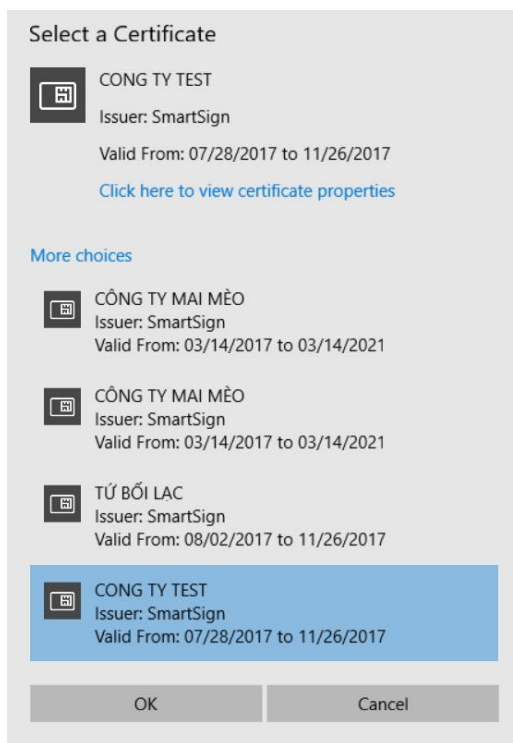 Select a Certificate
CONG TY TEST
Issuer: SmartSign
Valid From: 07/28/2017 to 11/26/2017
Click here to view certificate properties
More choices
CÔNG TY MAI MÈO
Issuer: SmartSign
Valid From: 03/14/2017 to 03/14/2021
CÔNG TY MAI MÈO
Issuer: SmartSign
Valid From: 03/14/2017 to 03/14/2021
TỨ BỐI LẠC
Issuer: SmartSign
Valid From: 08/02/2017 to 11/26/2017
CONG TY TEST
Issuer: SmartSign
Valid From: 07/28/2017 to 11/26/2017
OK Cancel